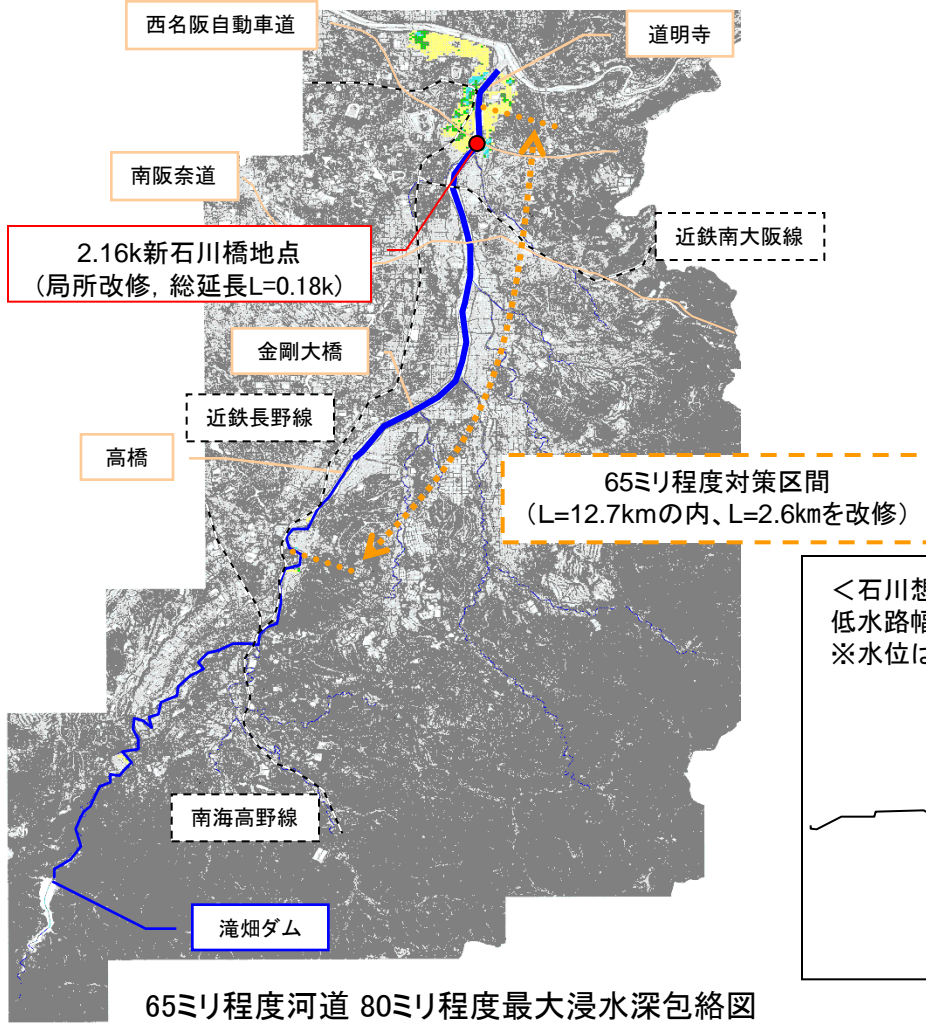 西名阪自動車道
道明寺
南阪奈道
近鉄南大阪線
2.16k新石川橋地点
(局所改修, 総延長L=0.18k)
金剛大橋
近鉄長野線
高橋
65ミリ程度対策区間
(L=12.7kmの内、L=2.6kmを改修)
<石川想
低水路幅
※水位は
南海高野線
滝畑ダム
65ミリ程度河道 80ミリ程度最大浸水深包絡図